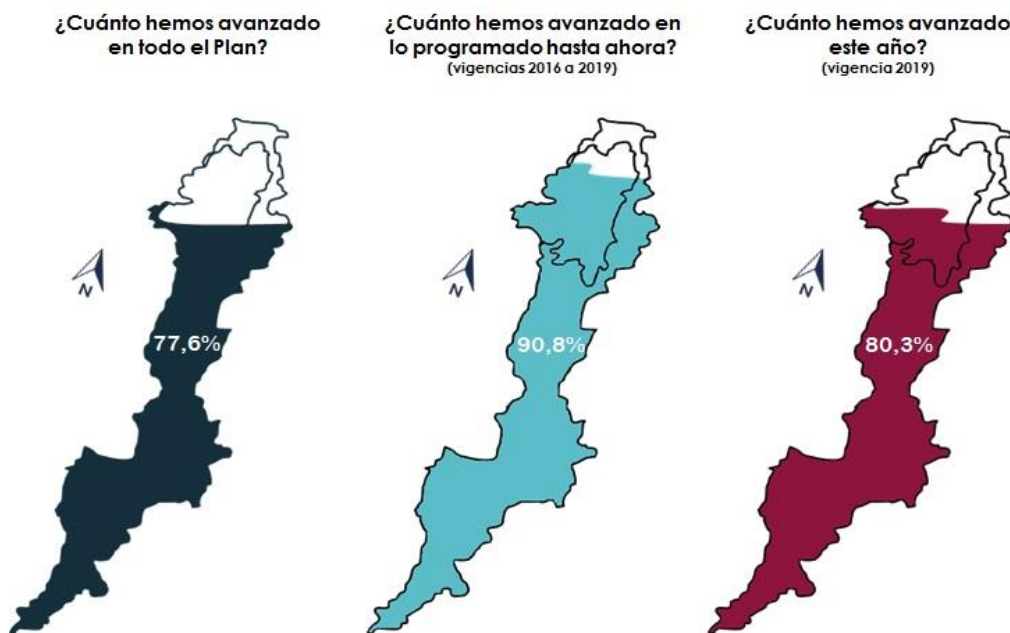 ¿Cuánto hemos avanzado
en todo el Plan?
¿Cuánto hemos avanzado en
lo programado hasta ahora?
(vigencias 2016 a 2019)
¿Cuánto hemos avanzado
este año?
(vigencia 2019)
N
N
N
77,6%
90,8%
80,3%